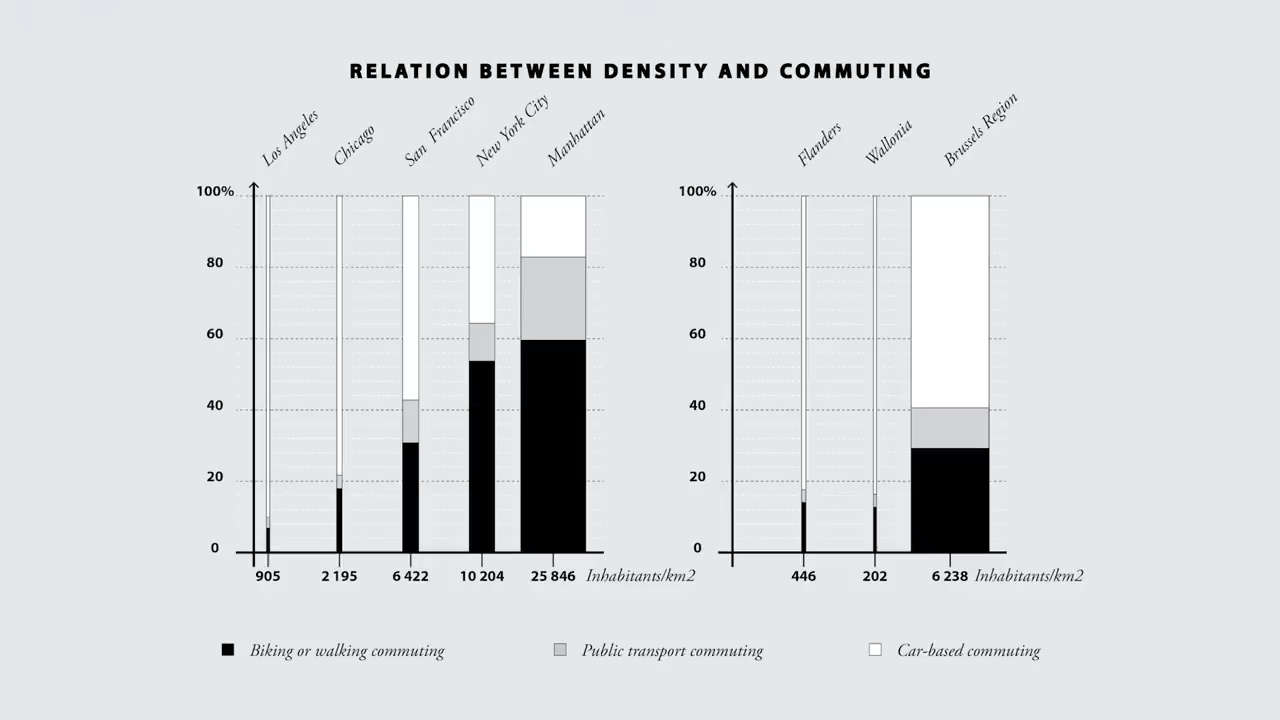 RELATION BETWEEN DENSITY AND COMMUTING
Los Angeles
Chicago
San Francisco
New York City
Manhattan
100%
80
60
40
20
0
905 2 195 6 422 10 204 25 846 Inhabitants/km2
Flanders
Wallonia
Brussels Region
100%
80
60
40
20
0
446 202 6 238 Inhabitants/km2
Biking or walking commuting
Public transport commuting
Car-based commuting